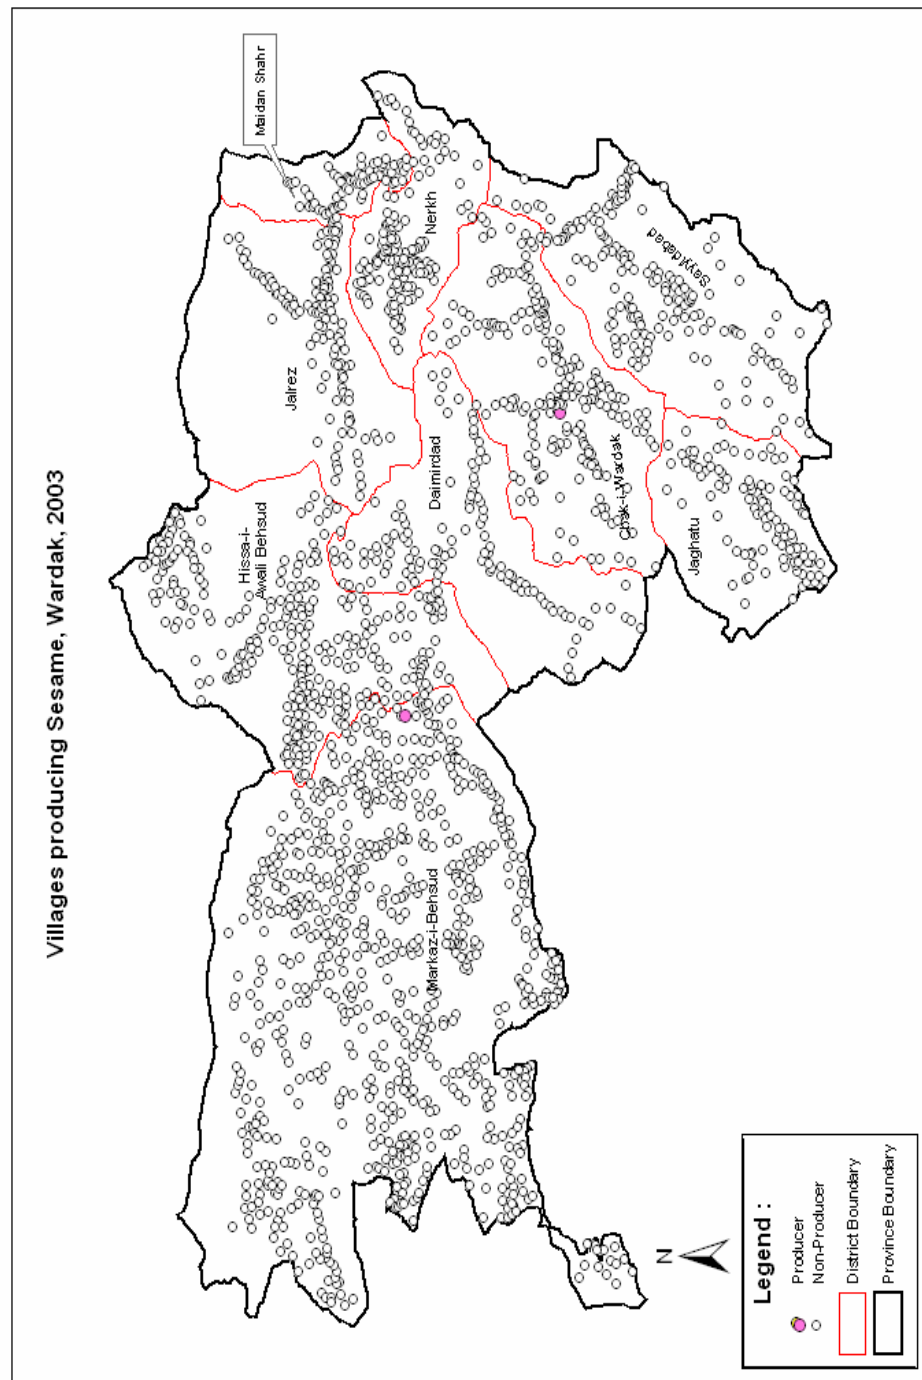 Villages producing Sesame, Wardak, 2003
Maidan Shahr
Jalrez
Nerkh
Hissa-i-
Awali Behsud
Daimirdad
Sayyidabad
Chak-i-Wardak
Jaghatu
Markaz-i-Behsud
N
Legend :
Producer
Non-Producer
District Boundary
Province Boundary